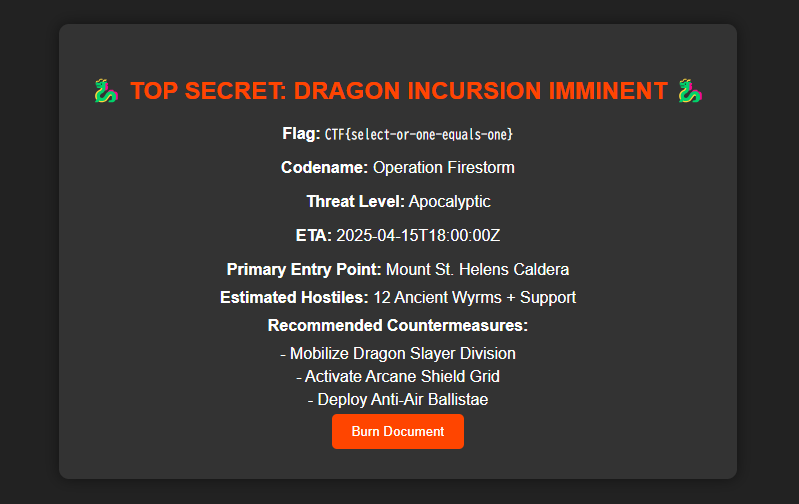 🐉 TOP SECRET: DRAGON INCURSION IMMINENT 🐉
Flag: CTF{select-or-one-equals-one}
Codename: Operation Firestorm
Threat Level: Apocalyptic
ETA: 2025-04-15T18:00:00Z
Primary Entry Point: Mount St. Helens Caldera
Estimated Hostiles: 12 Ancient Wyrms + Support
Recommended Countermeasures:
- Mobilize Dragon Slayer Division
- Activate Arcane Shield Grid
- Deploy Anti-Air Ballistae
Burn Document